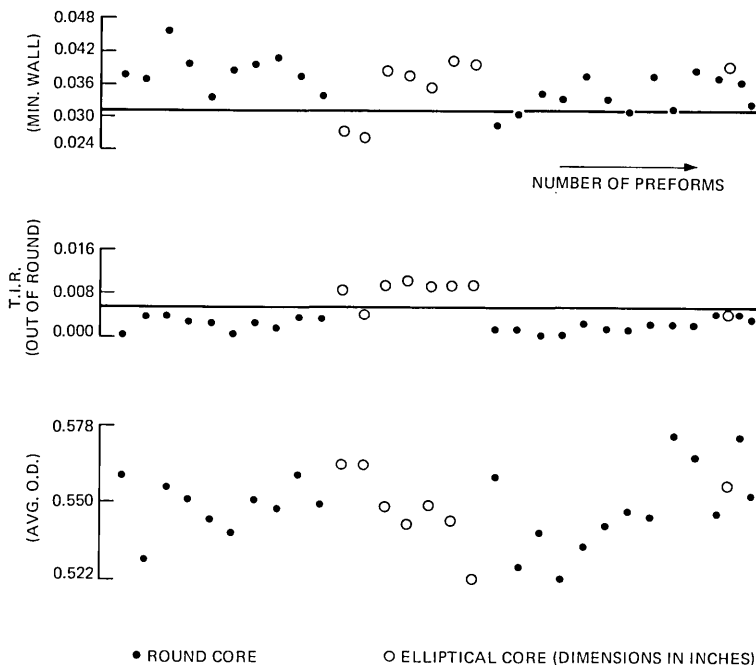 0.048
0.042
0.036
0.030
0.024
(MIN. WALL)
NUMBER OF PREFORMS
0.016
0.008
0.000
T.I.R.
(OUT OF ROUND)
0.578
0.550
0.522
(AVG. O.D.)
● ROUND CORE
○ ELLIPTICAL CORE (DIMENSIONS IN INCHES)